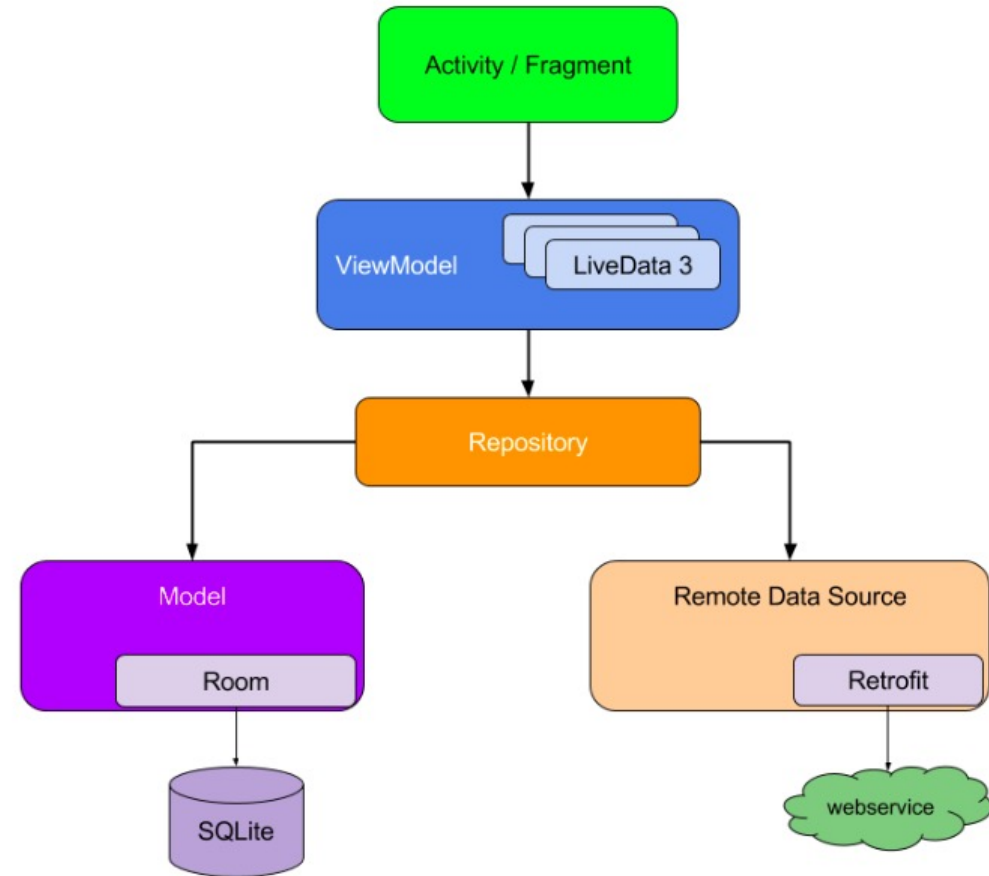 Activity / Fragment
ViewModel
LiveData 3
Repository
Model
Remote Data Source
Room
Retrofit
SQLite
webservice